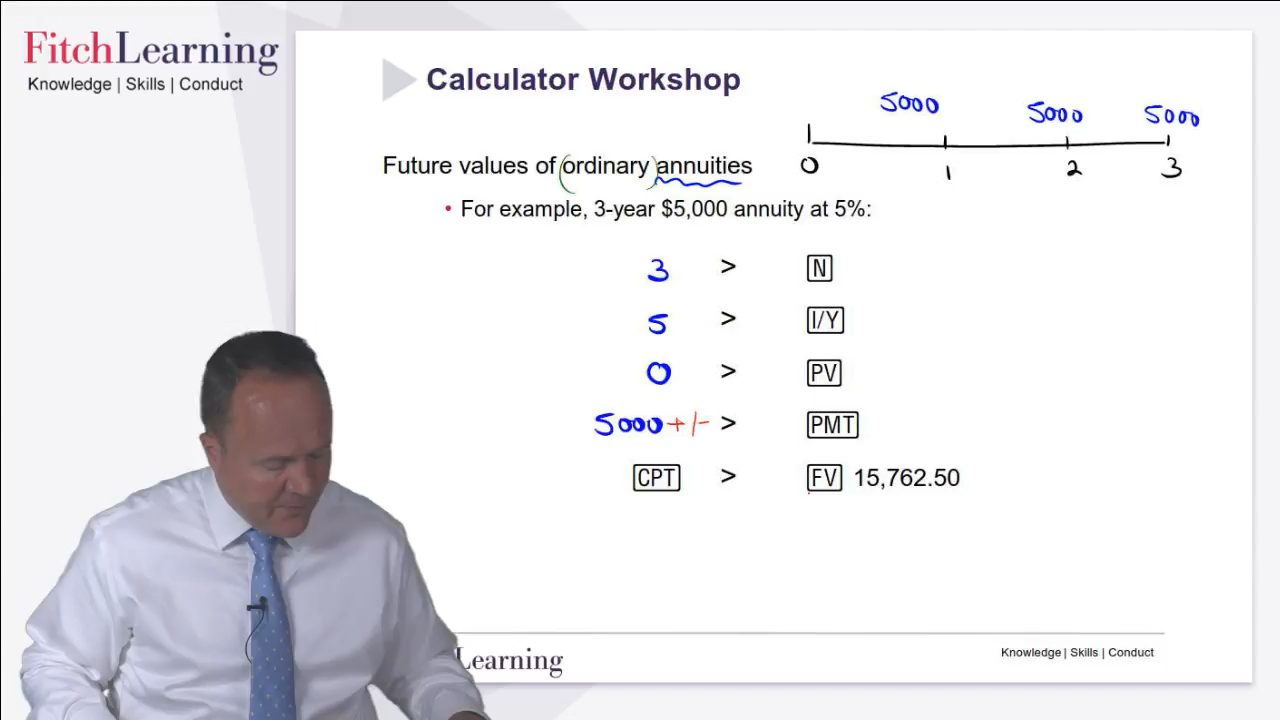 FitchLearning
Knowledge | Skills | Conduct
Calculator Workshop
5000 5000 5000
0 1 2 3
Future values of (ordinary) annuities
• For example, 3-year $5,000 annuity at 5%:
3 > N
5 > I/Y
0 > PV
5000 +/- > PMT
CPT > FV 15,762.50
Learning
Knowledge | Skills | Conduct